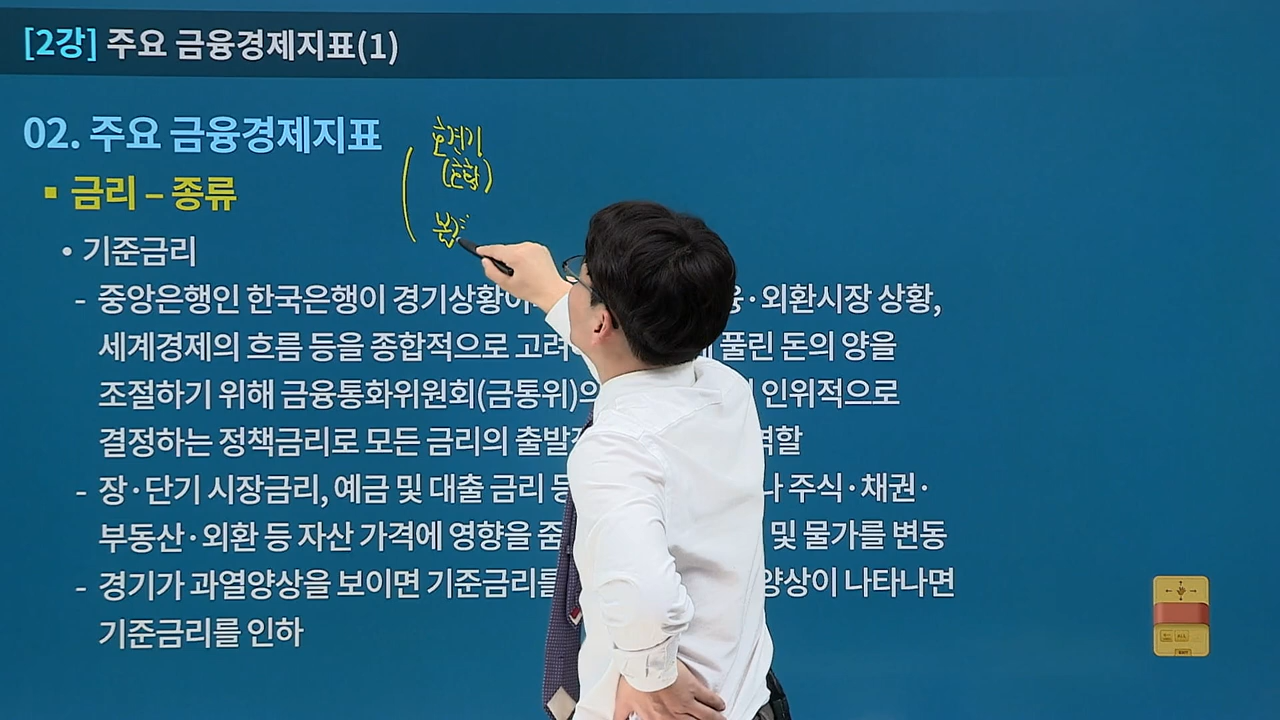 [2강] 주요 금융경제지표(1)
02. 주요 금융경제지표
호경기
(호황)
▪ 금리 – 종류
• 기준금리
- 중앙은행인 한국은행이 경기상황이 ·외환시장 상황,
세계경제의 흐름 등을 종합적으로 풀린 돈의 양을
조절하기 위해 금융통화위원회(금통위) 인위적으로
결정하는 정책금리로 모든 금리의
- 장·단기 시장금리, 예금 및 대출 금리 주식·채권·
부동산·외환 등 자산 가격에 영향을 및 물가를 변동
- 경기가 과열양상을 보이면 기준금리를 양상이 나타나면
기준금리를 인하
ALL
EXIT